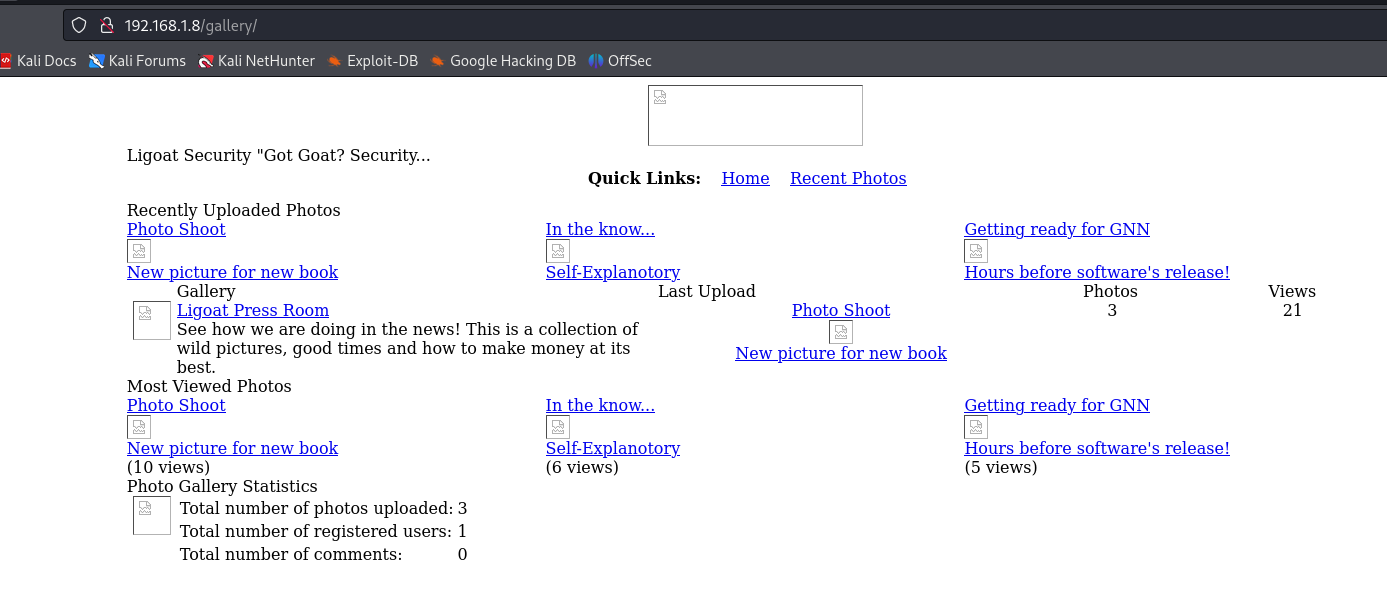 192.168.1.8/gallery/
Kali Docs Kali Forums Kali NetHunter Exploit-DB Google Hacking DB OffSec
Ligoat Security "Got Goat? Security...
Quick Links: Home Recent Photos
Recently Uploaded Photos
Photo Shoot In the know... Getting ready for GNN
New picture for new book Self-Explanotory Hours before software's release!
Gallery Last Upload Photos Views
Ligoat Press Room Photo Shoot 3 21
See how we are doing in the news! This is a collection of
wild pictures, good times and how to make money at its
New picture for new book
best.
Most Viewed Photos
Photo Shoot In the know... Getting ready for GNN
New picture for new book Self-Explanotory Hours before software's release!
(10 views) (6 views) (5 views)
Photo Gallery Statistics
Total number of photos uploaded: 3
Total number of registered users: 1
Total number of comments: 0